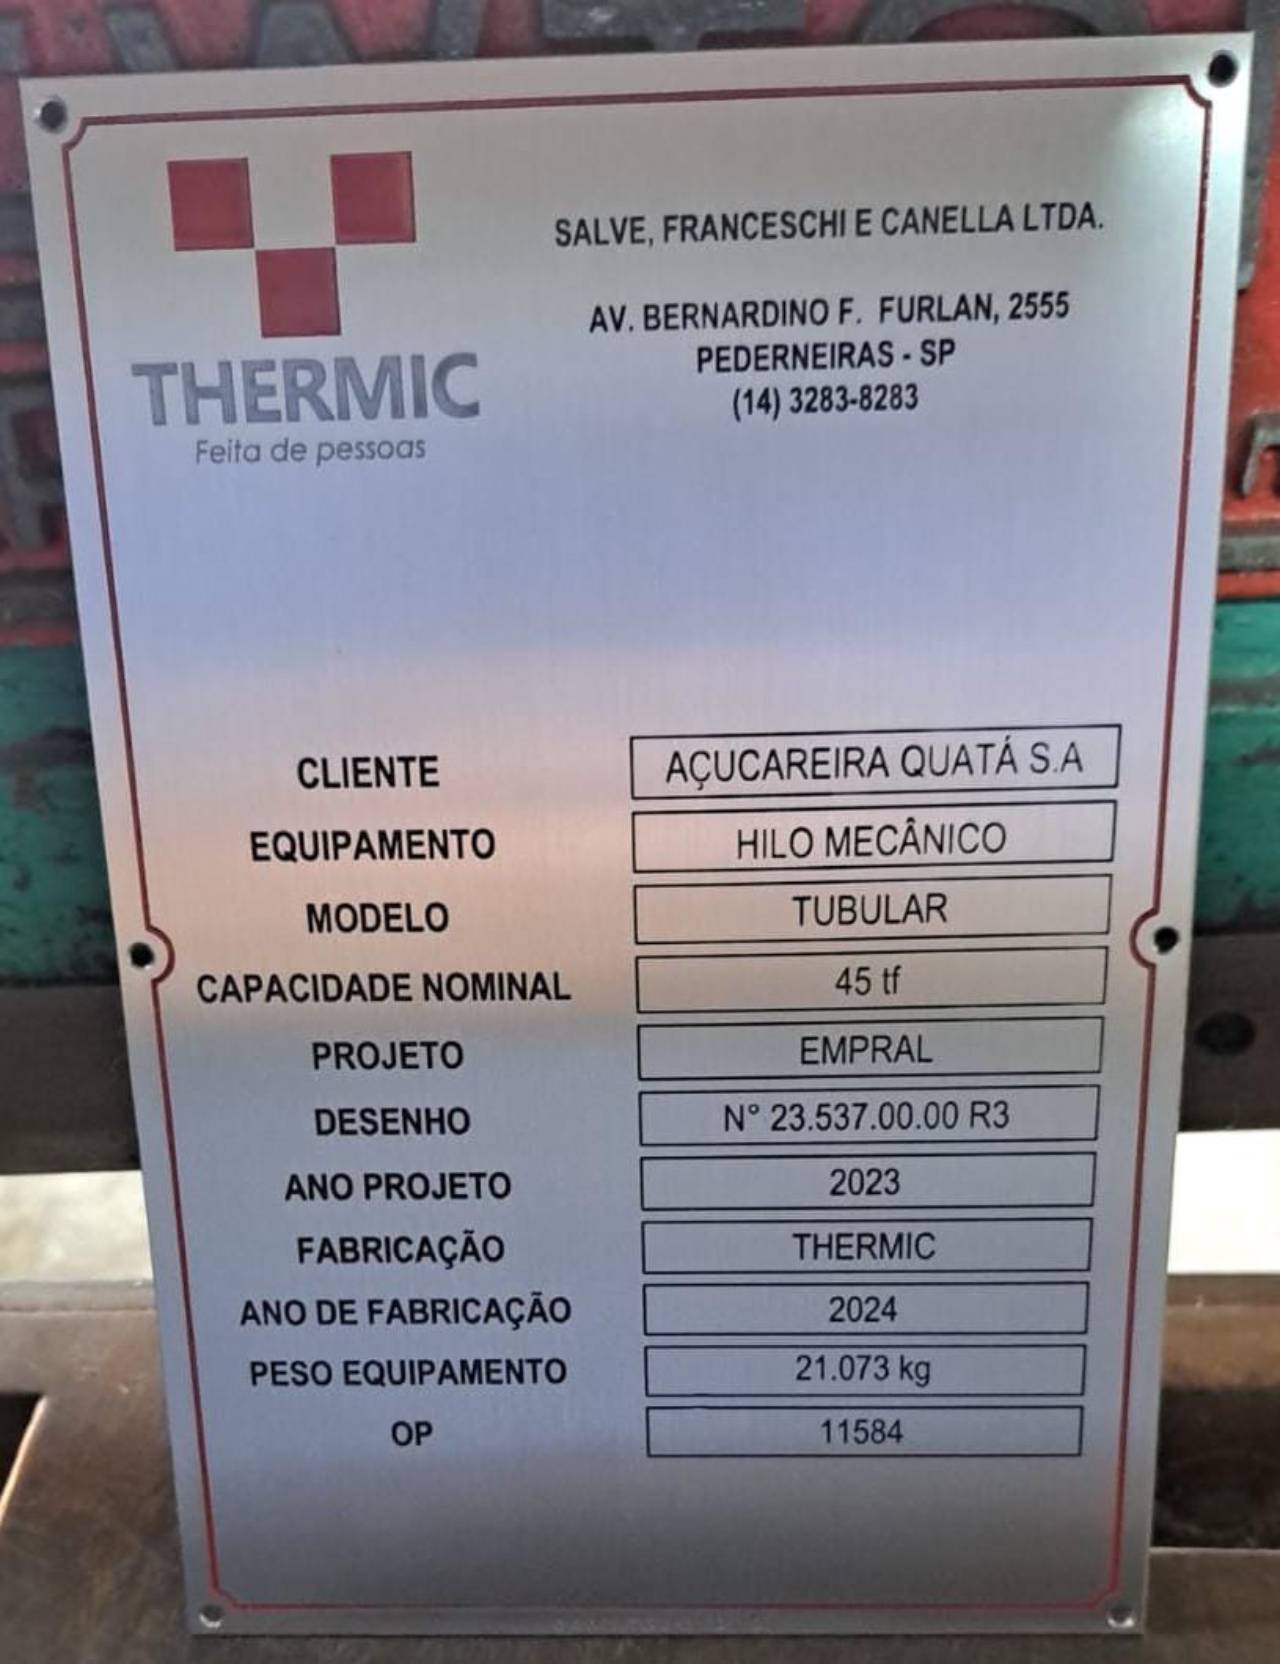 THERMIC
Feita de pessoas
SALVE, FRANCESCHI E CANELLA LTDA.
AV. BERNARDINO F. FURLAN, 2555
PEDERNEIRAS - SP
(14) 3283-8283
CLIENTE AÇUCAREIRA QUATÁ S.A
EQUIPAMENTO HILO MECÂNICO
MODELO TUBULAR
CAPACIDADE NOMINAL 45 tf
PROJETO EMPRAL
DESENHO N° 23.537.00.00 R3
ANO PROJETO 2023
FABRICAÇÃO THERMIC
ANO DE FABRICAÇÃO 2024
PESO EQUIPAMENTO 21.073 kg
OP 11584